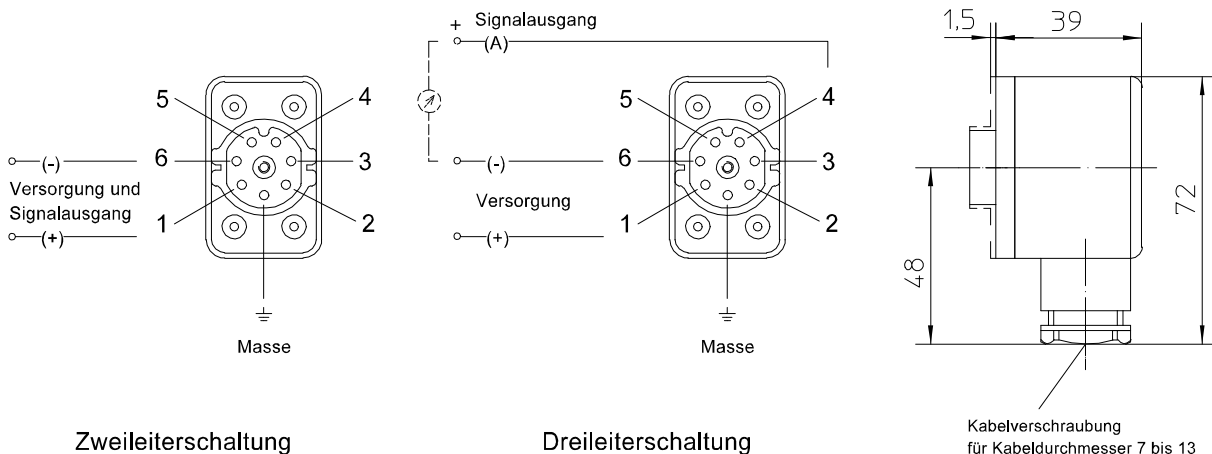 5
4
6
3
1
2
(-)
Versorgung und
Signalausgang
(+)
Masse
Zweileiterschaltung
+ Signalausgang
(A)
5
4
6
3
1
2
(-)
Versorgung
(+)
Masse
Dreileiterschaltung
1,5
39
72
48
Kabelverschraubung
für Kabeldurchmesser 7 bis 13